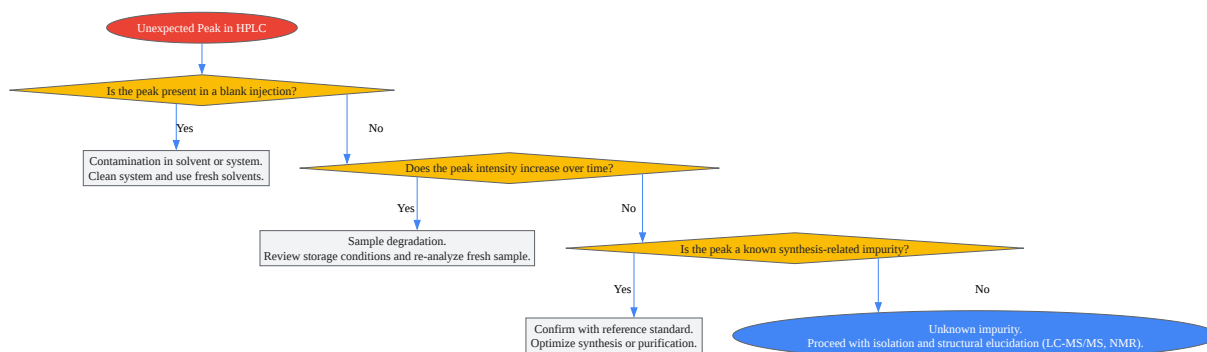 Unexpected Peak in HPLC
Is the peak present in a blank injection?
Yes
No
Contamination in solvent or system.
Clean system and use fresh solvents.
Does the peak intensity increase over time?
Yes
No
Sample degradation.
Review storage conditions and re-analyze fresh sample.
Is the peak a known synthesis-related impurity?
Yes
No
Confirm with reference standard.
Optimize synthesis or purification.
Unknown impurity.
Proceed with isolation and structural elucidation (LC-MS/MS, NMR).